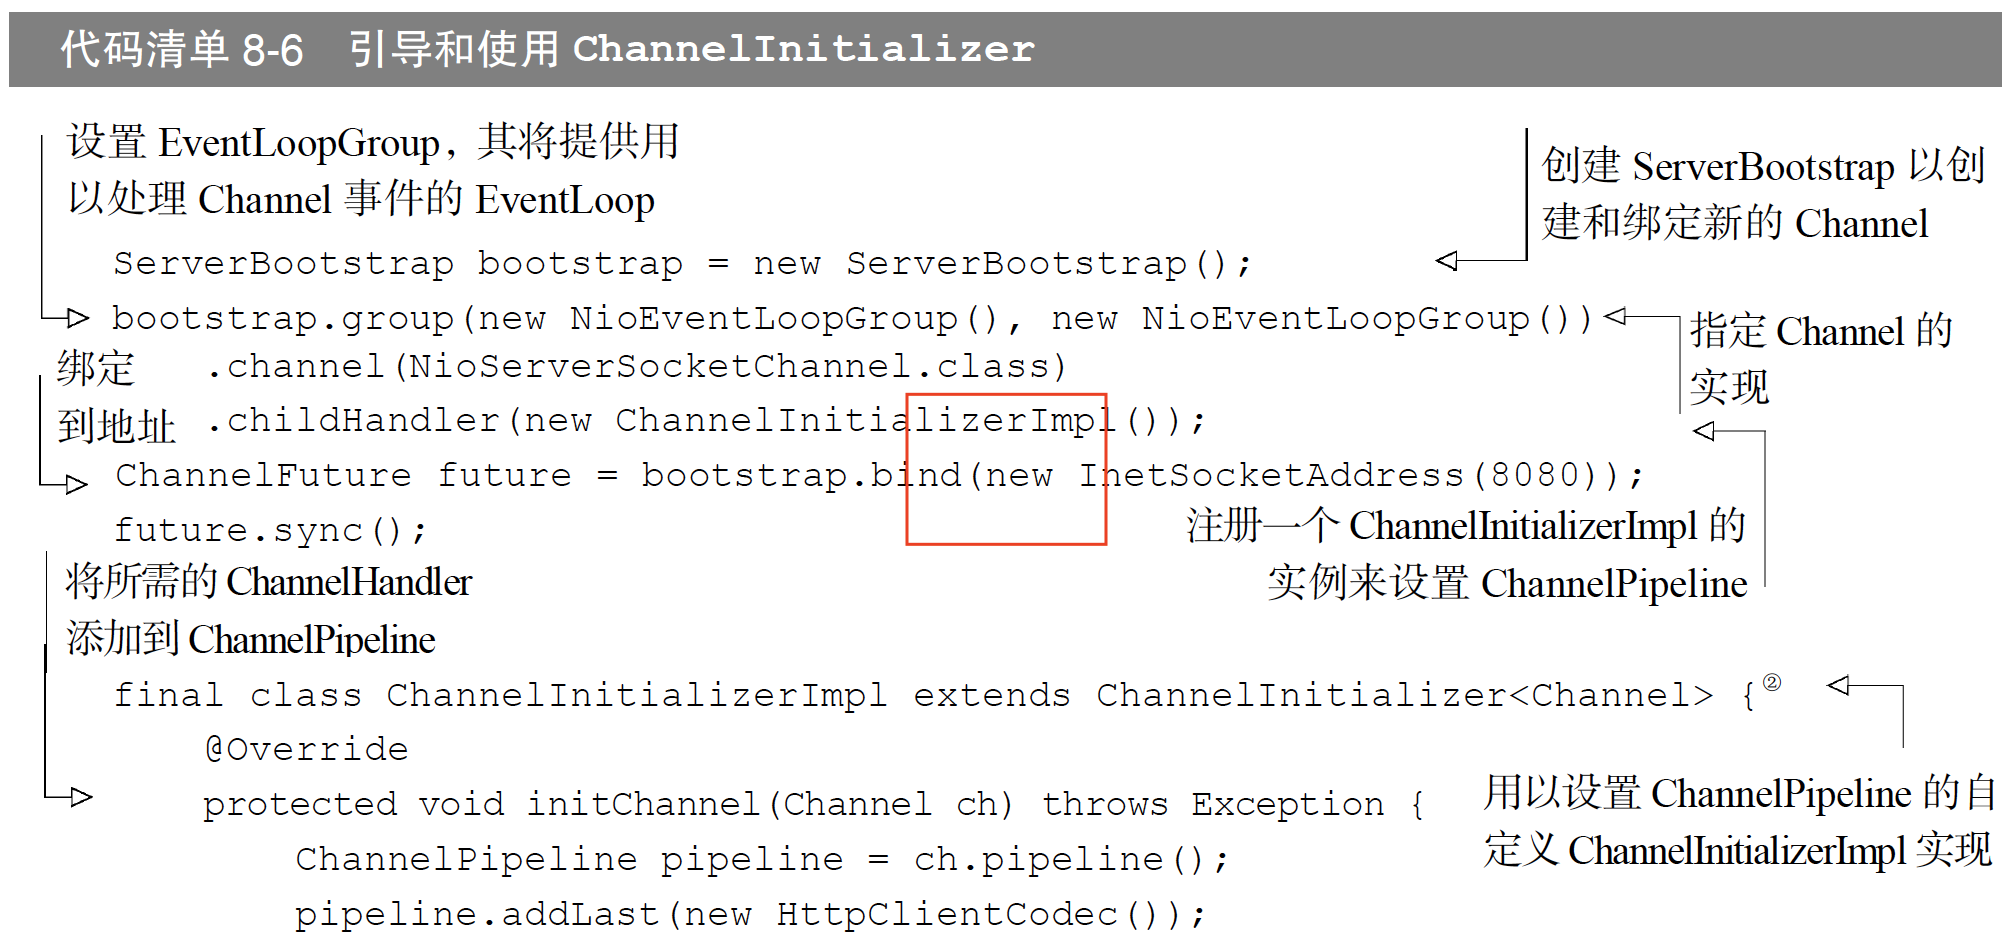 代码清单 8-6 引导和使用 ChannelInitializer
设置 EventLoopGroup，其将提供用
以处理 Channel 事件的 EventLoop
创建 ServerBootstrap 以创
建和绑定新的 Channel
ServerBootstrap bootstrap = new ServerBootstrap();
bootstrap.group(new NioEventLoopGroup(), new NioEventLoopGroup())
指定 Channel 的
实现
绑定
到地址
.channel(NioServerSocketChannel.class)
.childHandler(new ChannelInitializerImpl());
ChannelFuture future = bootstrap.bind(new InetSocketAddress(8080));
future.sync();
注册一个 ChannelInitializerImpl 的
实例来设置 ChannelPipeline
将所需的 ChannelHandler
添加到 ChannelPipeline
final class ChannelInitializerImpl extends ChannelInitializer<Channel> {②
@Override
protected void initChannel(Channel ch) throws Exception {
用以设置 ChannelPipeline 的自
定义 ChannelInitializerImpl 实现
ChannelPipeline pipeline = ch.pipeline();
pipeline.addLast(new HttpClientCodec());